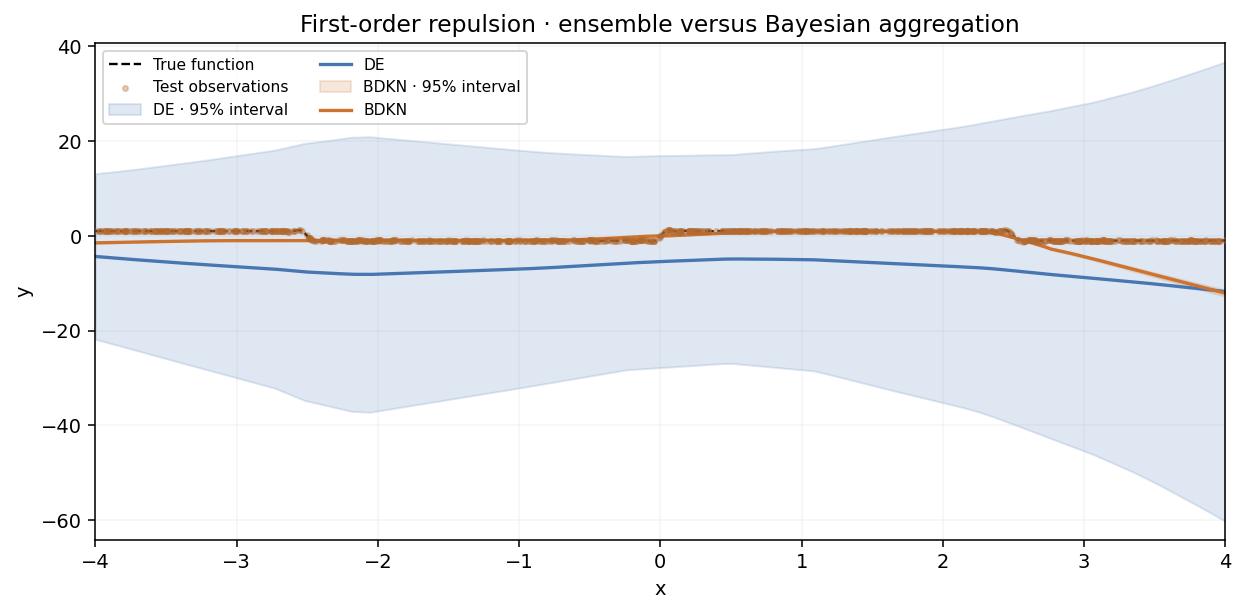 First-order repulsion · ensemble versus Bayesian aggregation
True function
Test observations
DE · 95% interval
DE
BDKN · 95% interval
BDKN
40
20
0
−20
−40
−60
y
−4
−3
−2
−1
0
1
2
3
4
x